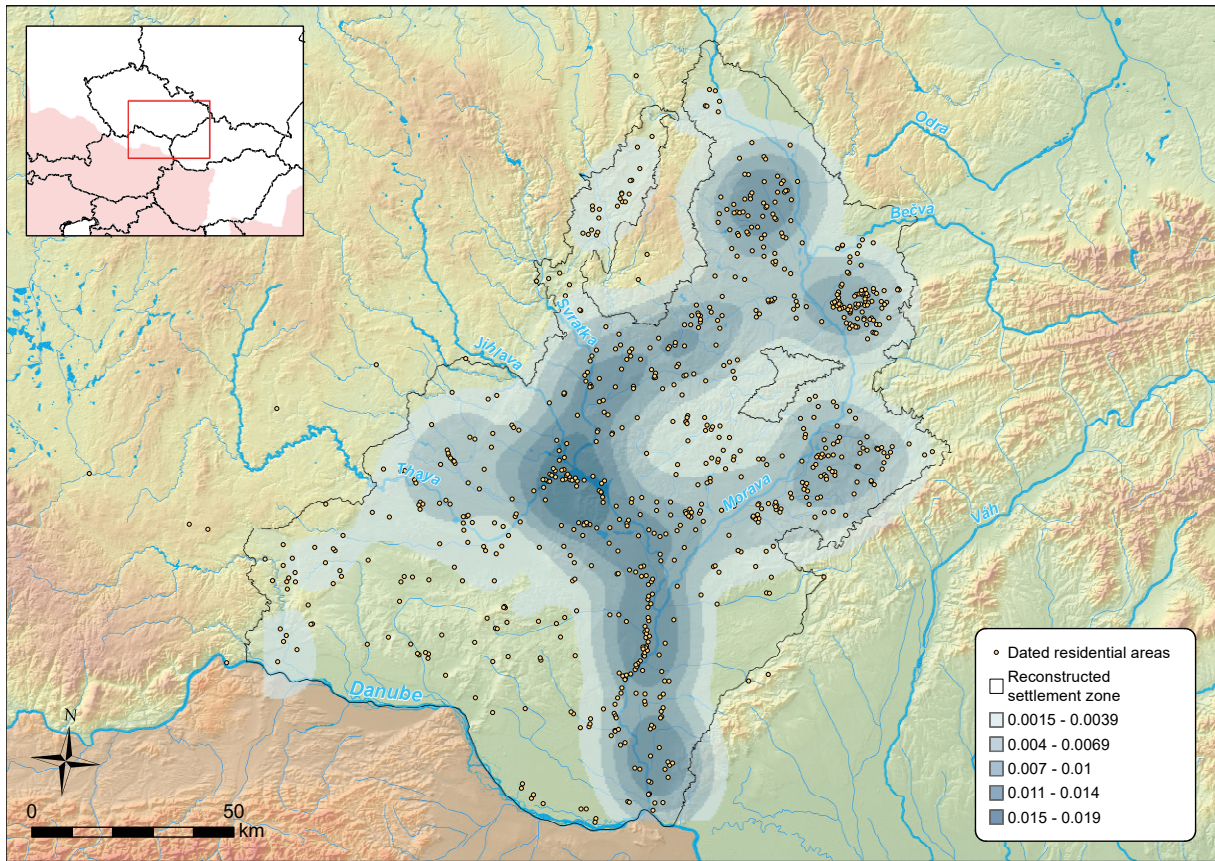 Odra
Bečva
Svratka
Jihlava
Thaya
Morava
Váh
Danube
N
0 50
km
Dated residential areas
Reconstructed
settlement zone
0.0015 - 0.0039
0.004 - 0.0069
0.007 - 0.01
0.011 - 0.014
0.015 - 0.019